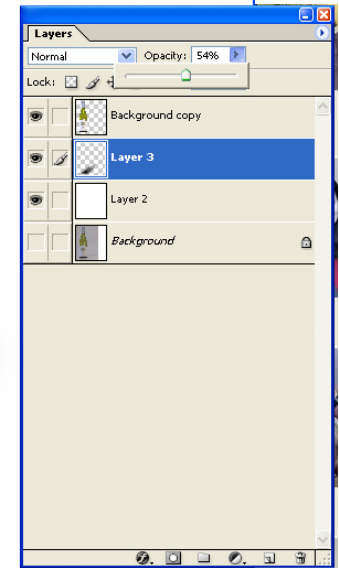 Layers
Normal Opacity: 54%
Lock:
Background copy
Layer 3
Layer 2
Background